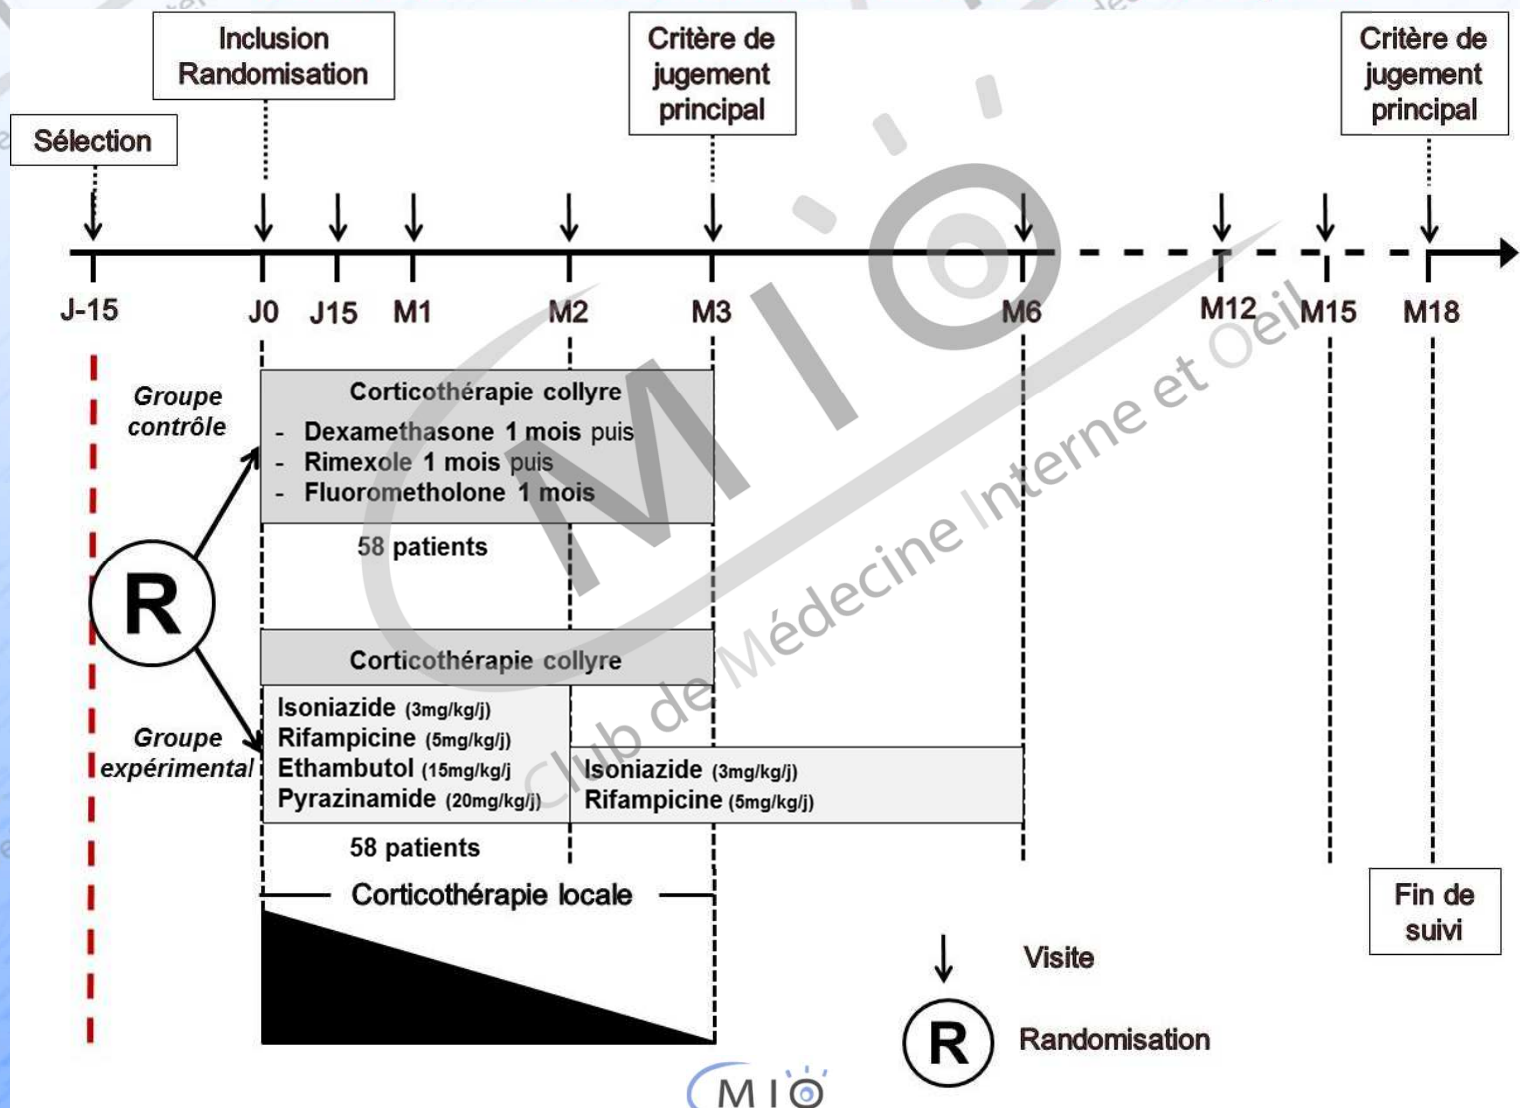 Inclusion
Randomisation
Critère de
jugement
principal
Critère de
jugement
principal
Sélection
J-15
J0
J15
M1
M2
M3
M6
M12
M15
M18
Groupe
contrôle
Corticothérapie collyre
- Dexamethasone 1 mois puis
- Rimexole 1 mois puis
- Fluorometholone 1 mois
58 patients
R
Corticothérapie collyre
Groupe
expérimental
Isoniazide (3mg/kg/j)
Rifampicine (5mg/kg/j)
Ethambutol (15mg/kg/j
Pyrazinamide (20mg/kg/j)
Isoniazide (3mg/kg/j)
Rifampicine (5mg/kg/j)
58 patients
Corticothérapie locale
Fin de
suivi
Visite
R
Randomisation
MIO
Club de Médecine Interne et Oeil
MIO